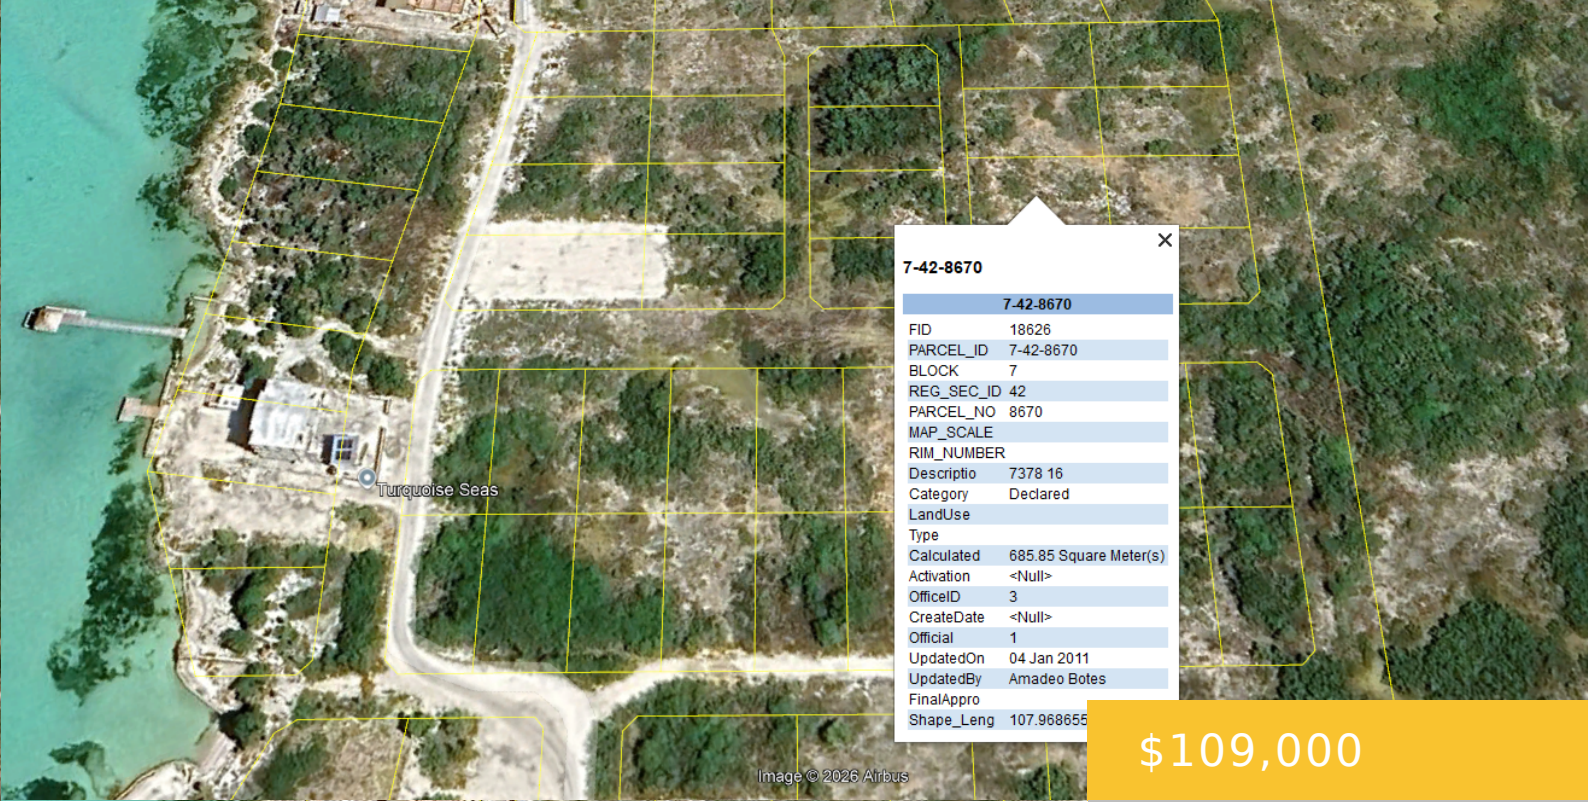 7-42-8670
7-42-8670
FID 18626
PARCEL_ID 7-42-8670
BLOCK 7
REG_SEC_ID 42
PARCEL_NO 8670
MAP_SCALE
RIM_NUMBER
Descriptio 7378 16
Category Declared
LandUse
Type
Calculated 685.85 Square Meter(s)
Activation <Null>
OfficeID 3
CreateDate <Null>
Official 1
UpdatedOn 04 Jan 2011
UpdatedBy Amadeo Botes
FinalAppro
Shape_Leng 107.968655
Turquoise Seas
Image © 2026 Airbus
$109,000